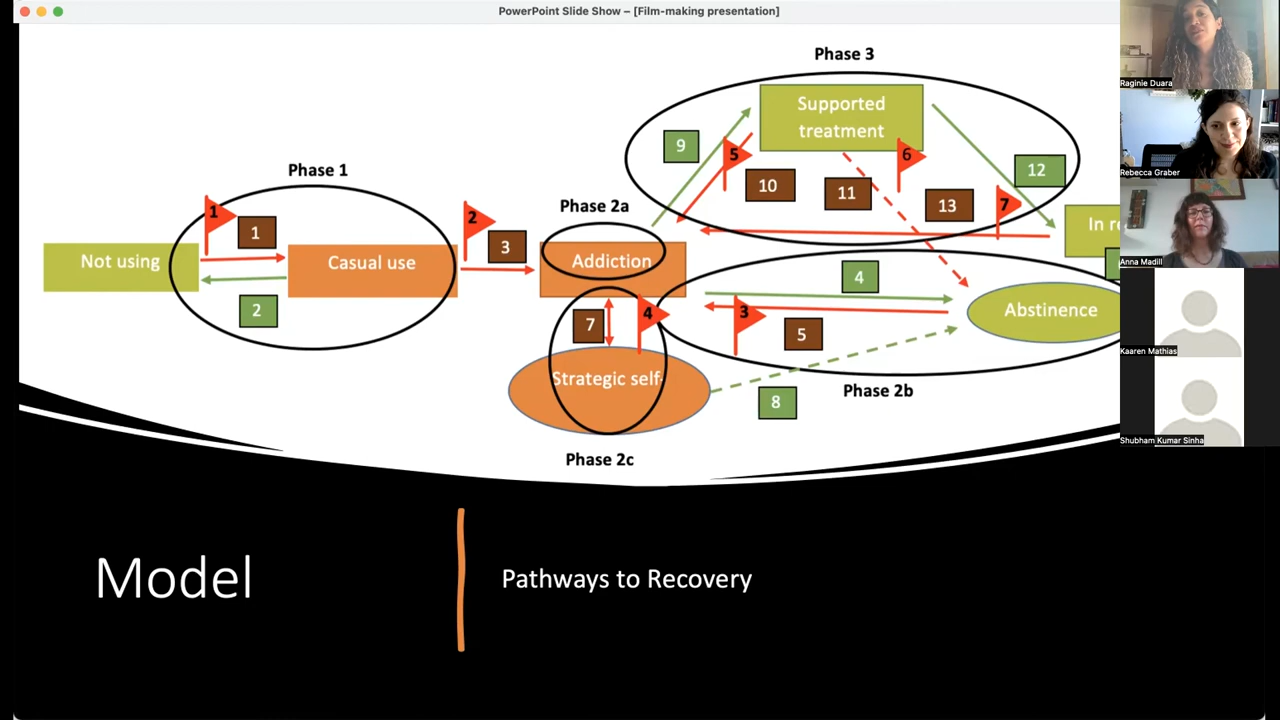 PowerPoint Slide Show – [Film-making presentation]
Phase 3
Supported
treatment
9
5
6
10
11
12
13
7
In re
Phase 1
1
1
Not using
Casual use
2
2
3
Phase 2a
Addiction
4
3
5
Abstinence
7
4
Strategic self-
8
Phase 2b
Phase 2c
Model
Pathways to Recovery
Raginie Duara
Rebecca Graber
Anna Madill
Kaaren Mathias
Shubham Kumar Sinha